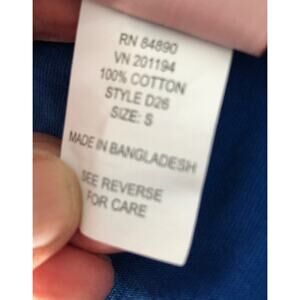 RN 84890
VN 201194
100% COTTON
STYLE D26
SIZE: S
MADE IN BANGLADESH
SEE REVERSE
FOR CARE